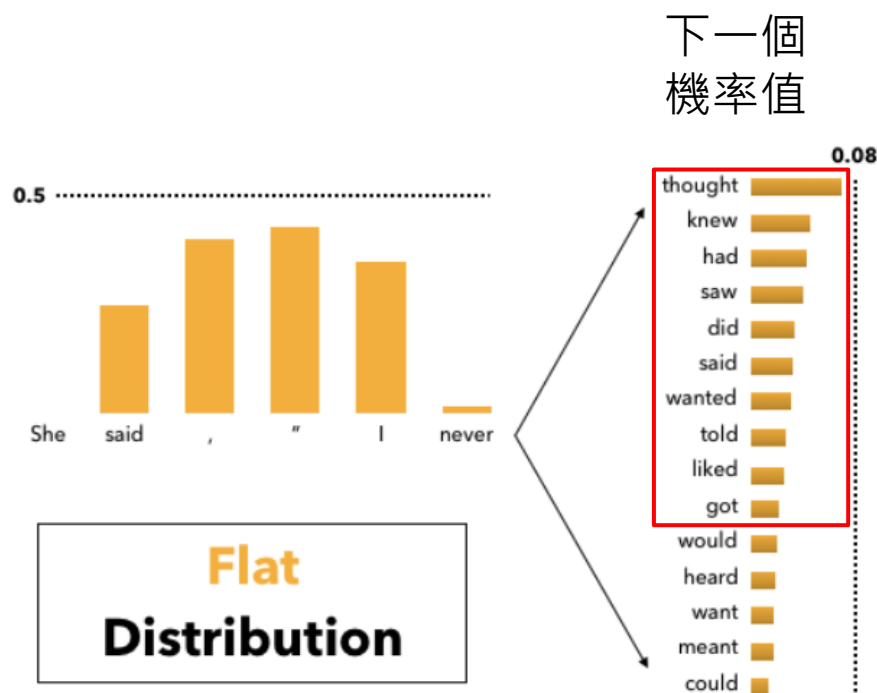 下一個
機率值
0.08
0.5
thought
knew
had
saw
did
said
wanted
told
liked
got
would
heard
want
meant
could
She said , " I never
Flat
Distribution